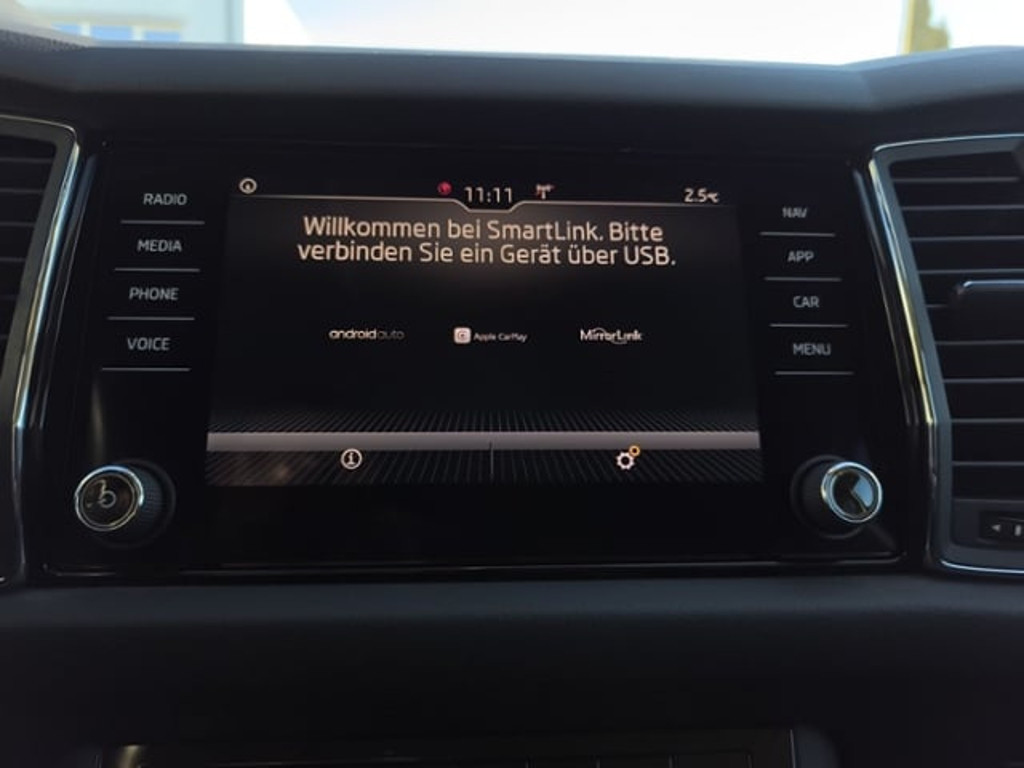 RADIO
MEDIA
PHONE
VOICE
11:11
2.5°C
Willkommen bei SmartLink. Bitte
verbinden Sie ein Gerät über USB.
androidauto
Apple CarPlay
MirrorLink
NAV
APP
CAR
MENU